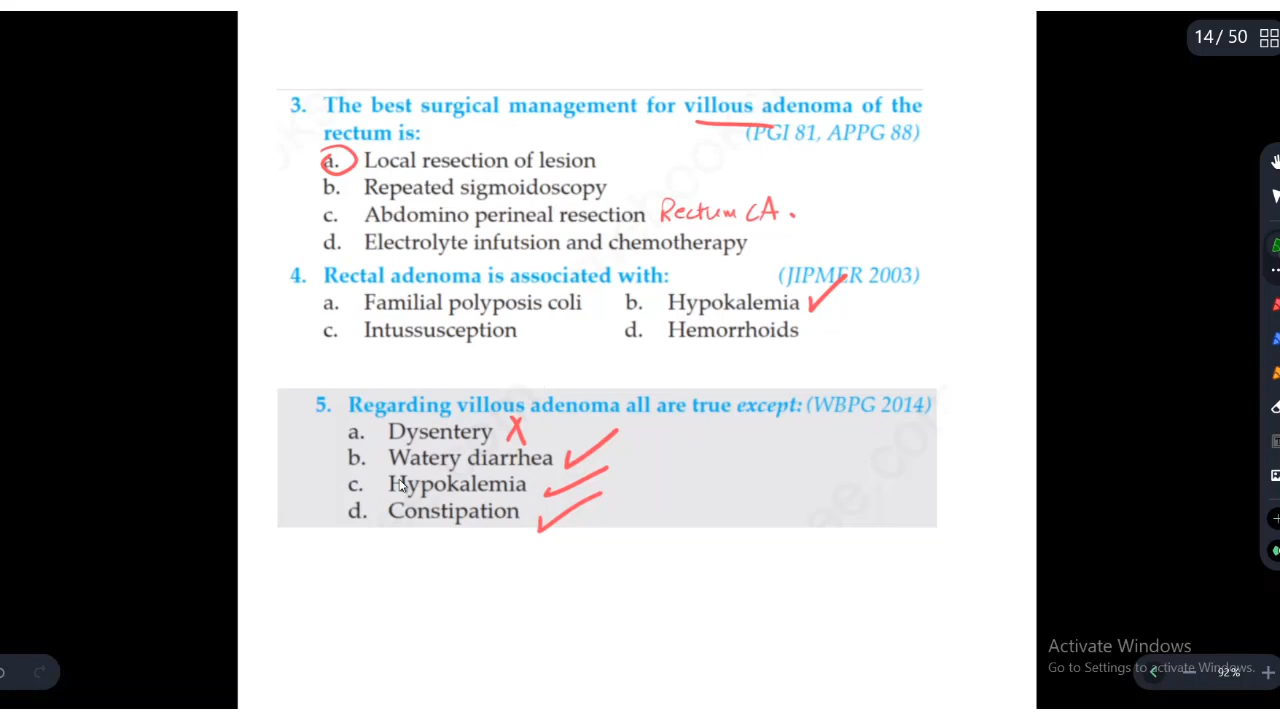 14 / 50
3. The best surgical management for villous adenoma of the
rectum is: (PGI 81, APPG 88)
a. Local resection of lesion
b. Repeated sigmoidoscopy
c. Abdomino perineal resection Rectum CA.
d. Electrolyte infutsion and chemotherapy
4. Rectal adenoma is associated with: (JIPMER 2003)
a. Familial polyposis coli b. Hypokalemia
c. Intussusception d. Hemorrhoids
5. Regarding villous adenoma all are true except: (WBPG 2014)
a. Dysentery
b. Watery diarrhea
c. Hypokalemia
d. Constipation
Activate Windows
Go to Settings to activate Windows.
92%